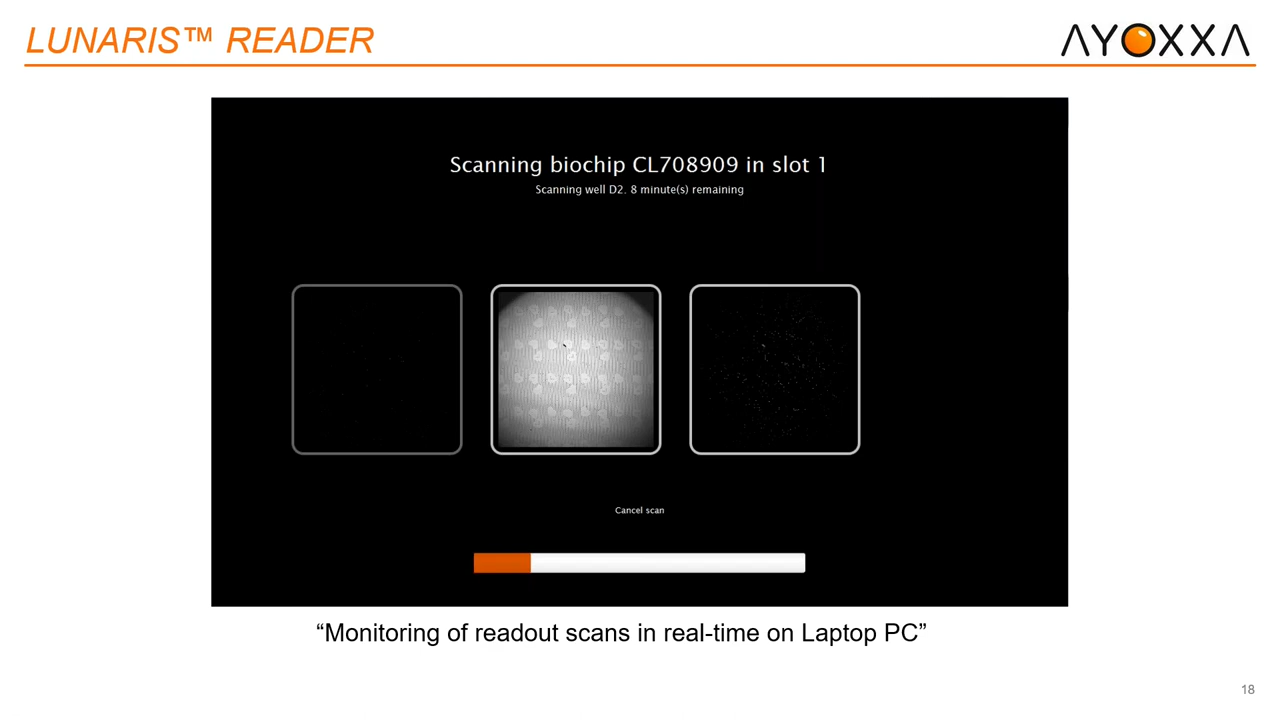 LUNARIS™ READER
AYOXXA
Scanning biochip CL708909 in slot 1
Scanning well D2. 8 minute(s) remaining
Cancel scan
“Monitoring of readout scans in real-time on Laptop PC”
18